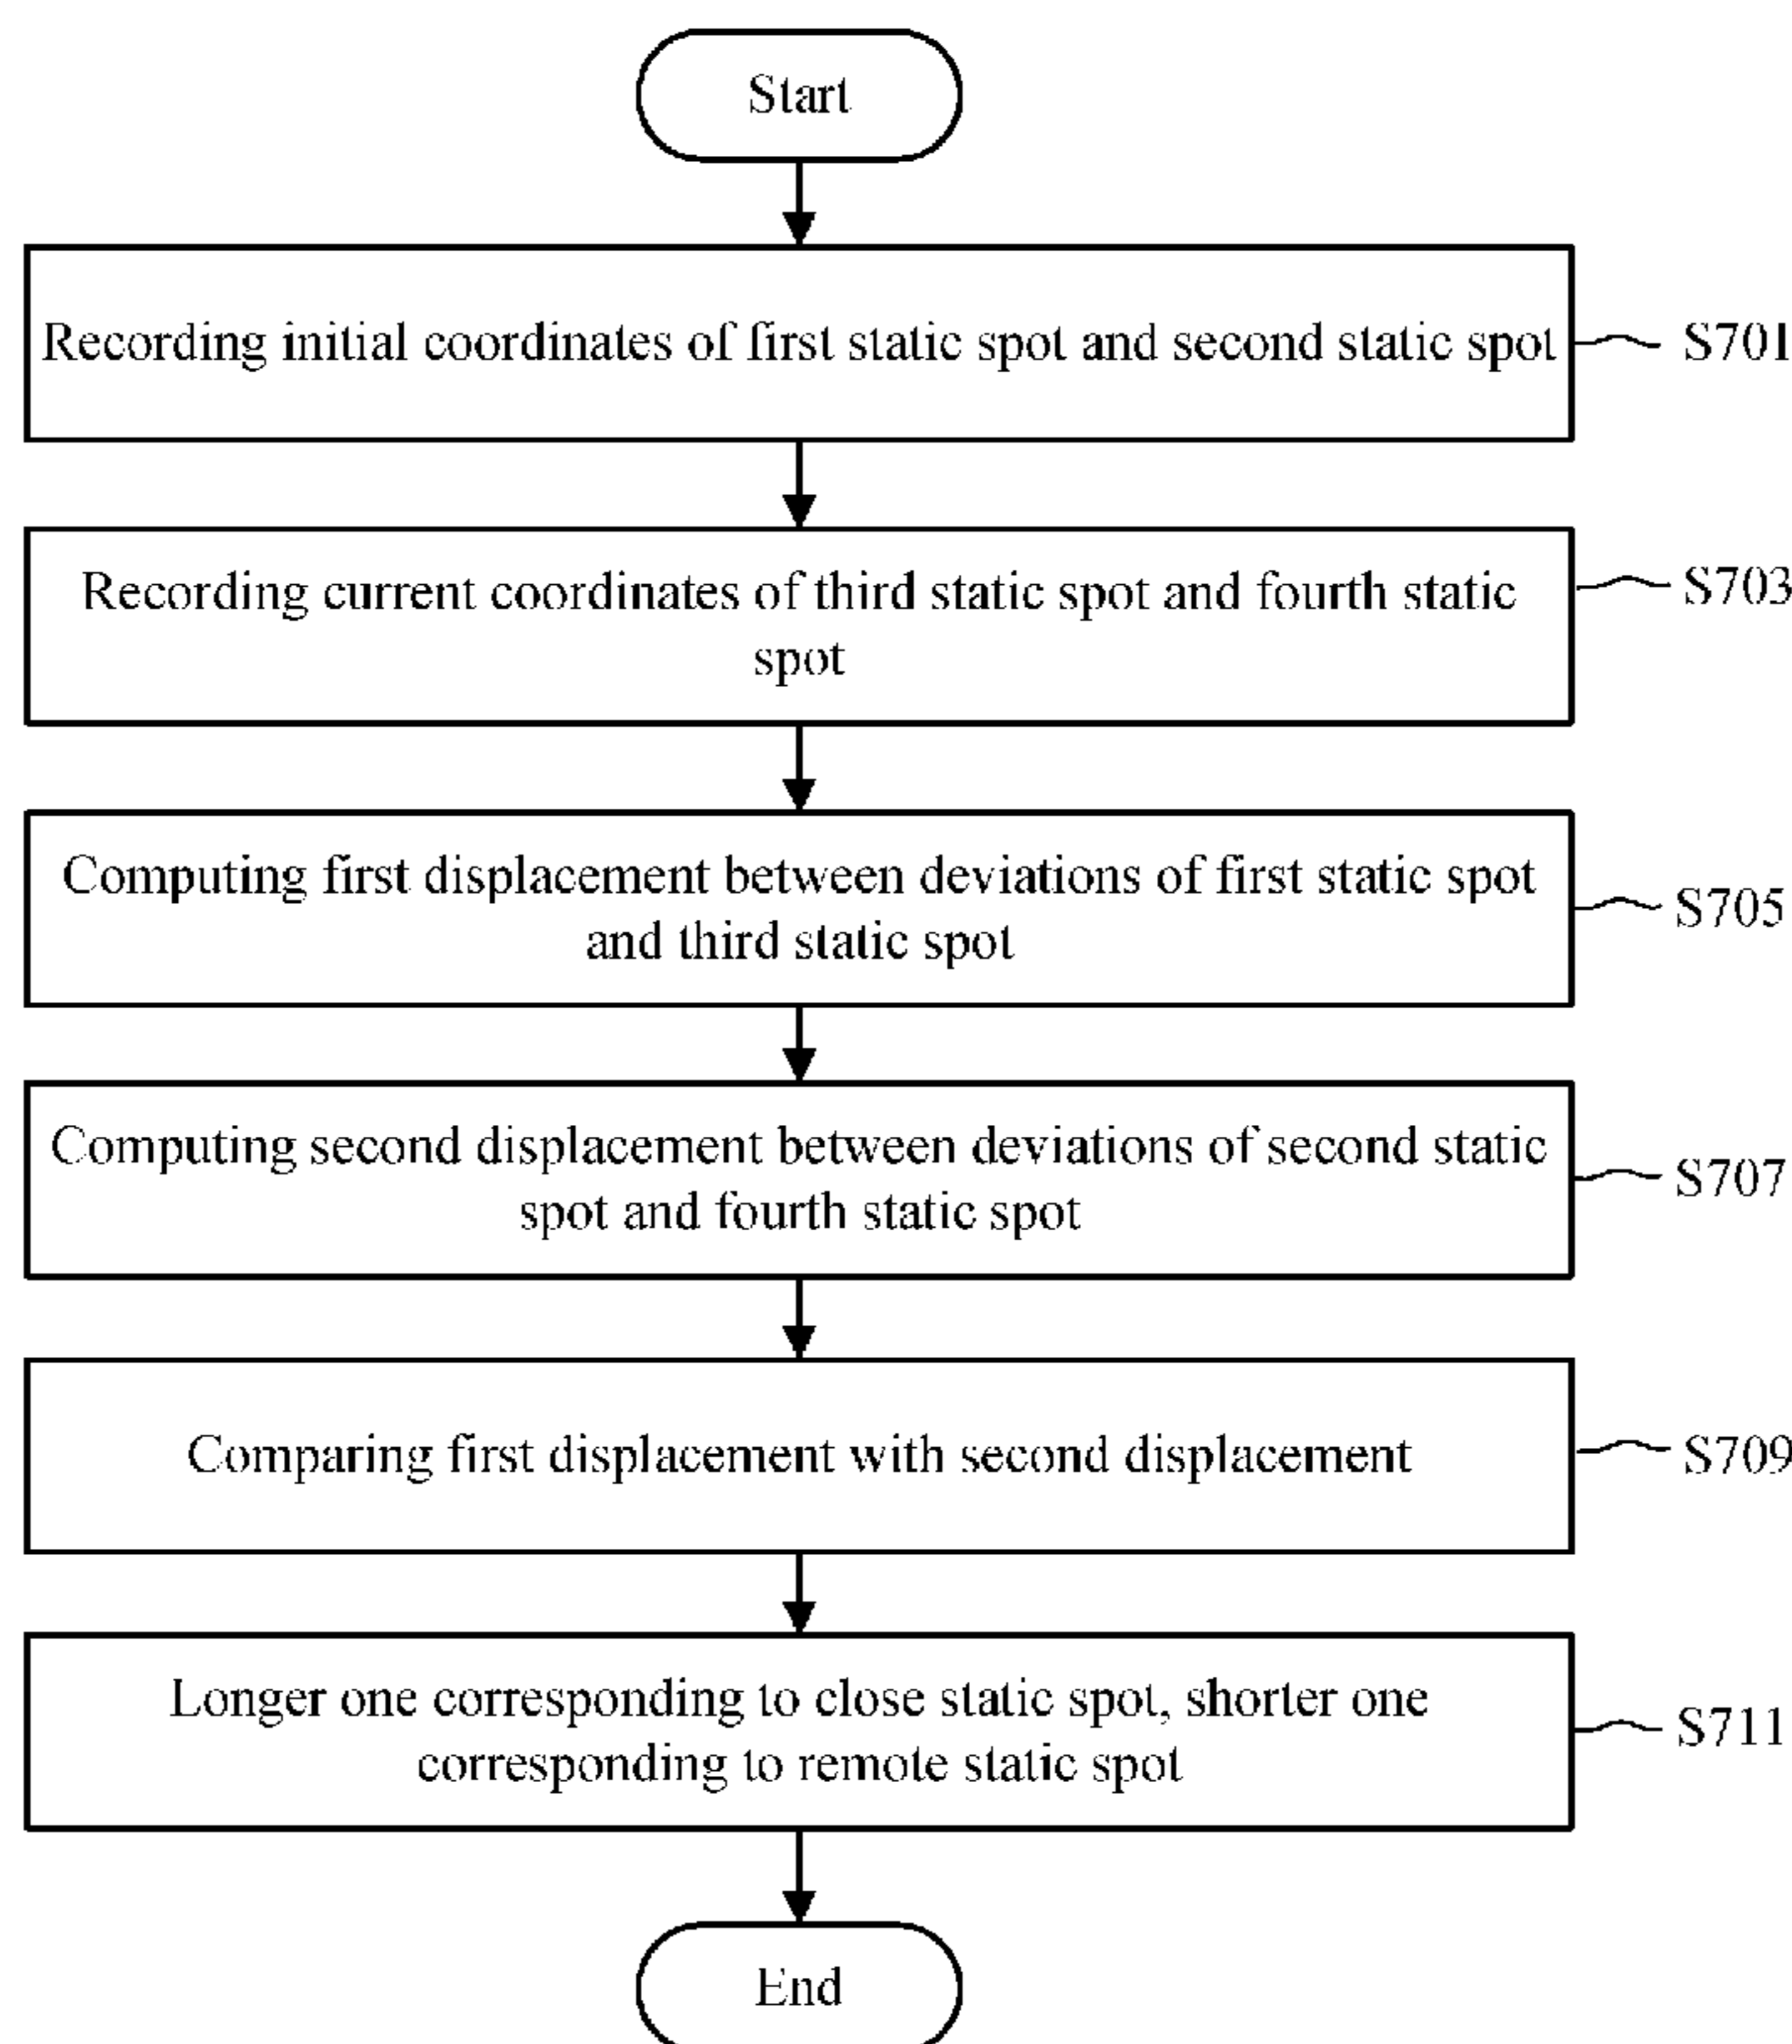 Start
Recording initial coordinates of first static spot and second static spot
S701
Recording current coordinates of third static spot and fourth static
spot
S703
Computing first displacement between deviations of first static spot
and third static spot
S705
Computing second displacement between deviations of second static
spot and fourth static spot
S707
Comparing first displacement with second displacement
S709
Longer one corresponding to close static spot, shorter one
corresponding to remote static spot
S711
End